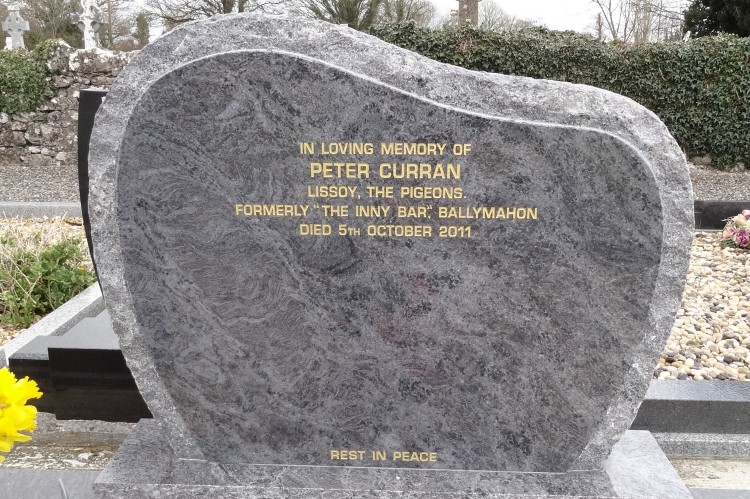 IN LOVING MEMORY OF
PETER CURRAN
LISSOY, THE PIGEONS.
FORMERLY "THE INNY BAR", BALLYMAHON
DIED 5TH OCTOBER 2011
REST IN PEACE